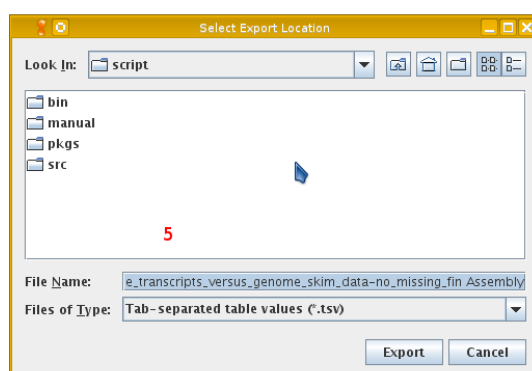 Select Export Location
Look In: script
bin
manual
pkgs
src
5
File Name: e_transcripts_versus_genome_skim_data-no_missing_fin Assembly
Files of Type: Tab-separated table values (*.tsv)
Export Cancel